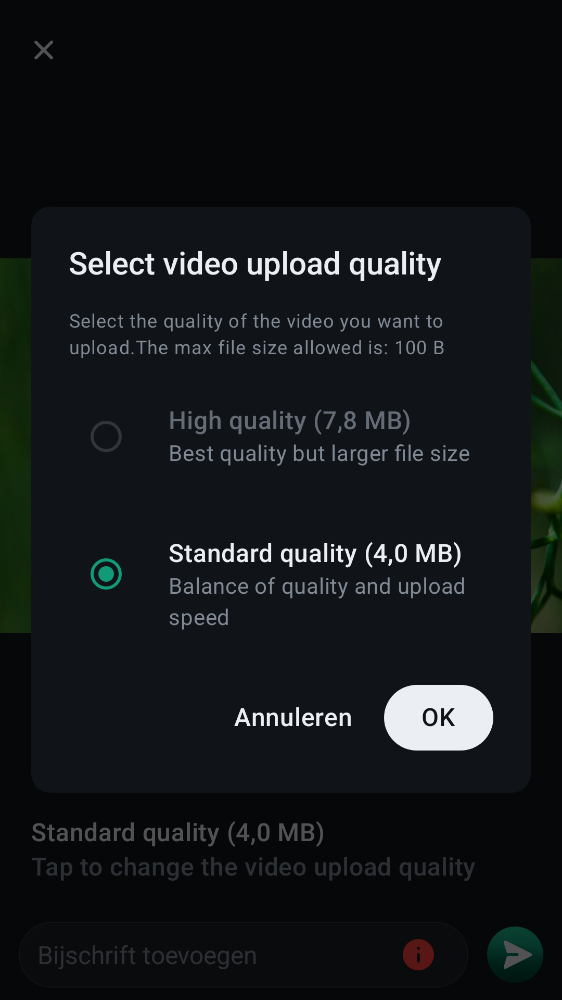 Select video upload quality
Select the quality of the video you want to
upload.The max file size allowed is: 100 B
High quality (7,8 MB)
Best quality but larger file size
Standard quality (4,0 MB)
Balance of quality and upload
speed
Annuleren
OK
Standard quality (4,0 MB)
Tap to change the video upload quality
Bijschrift toevoegen